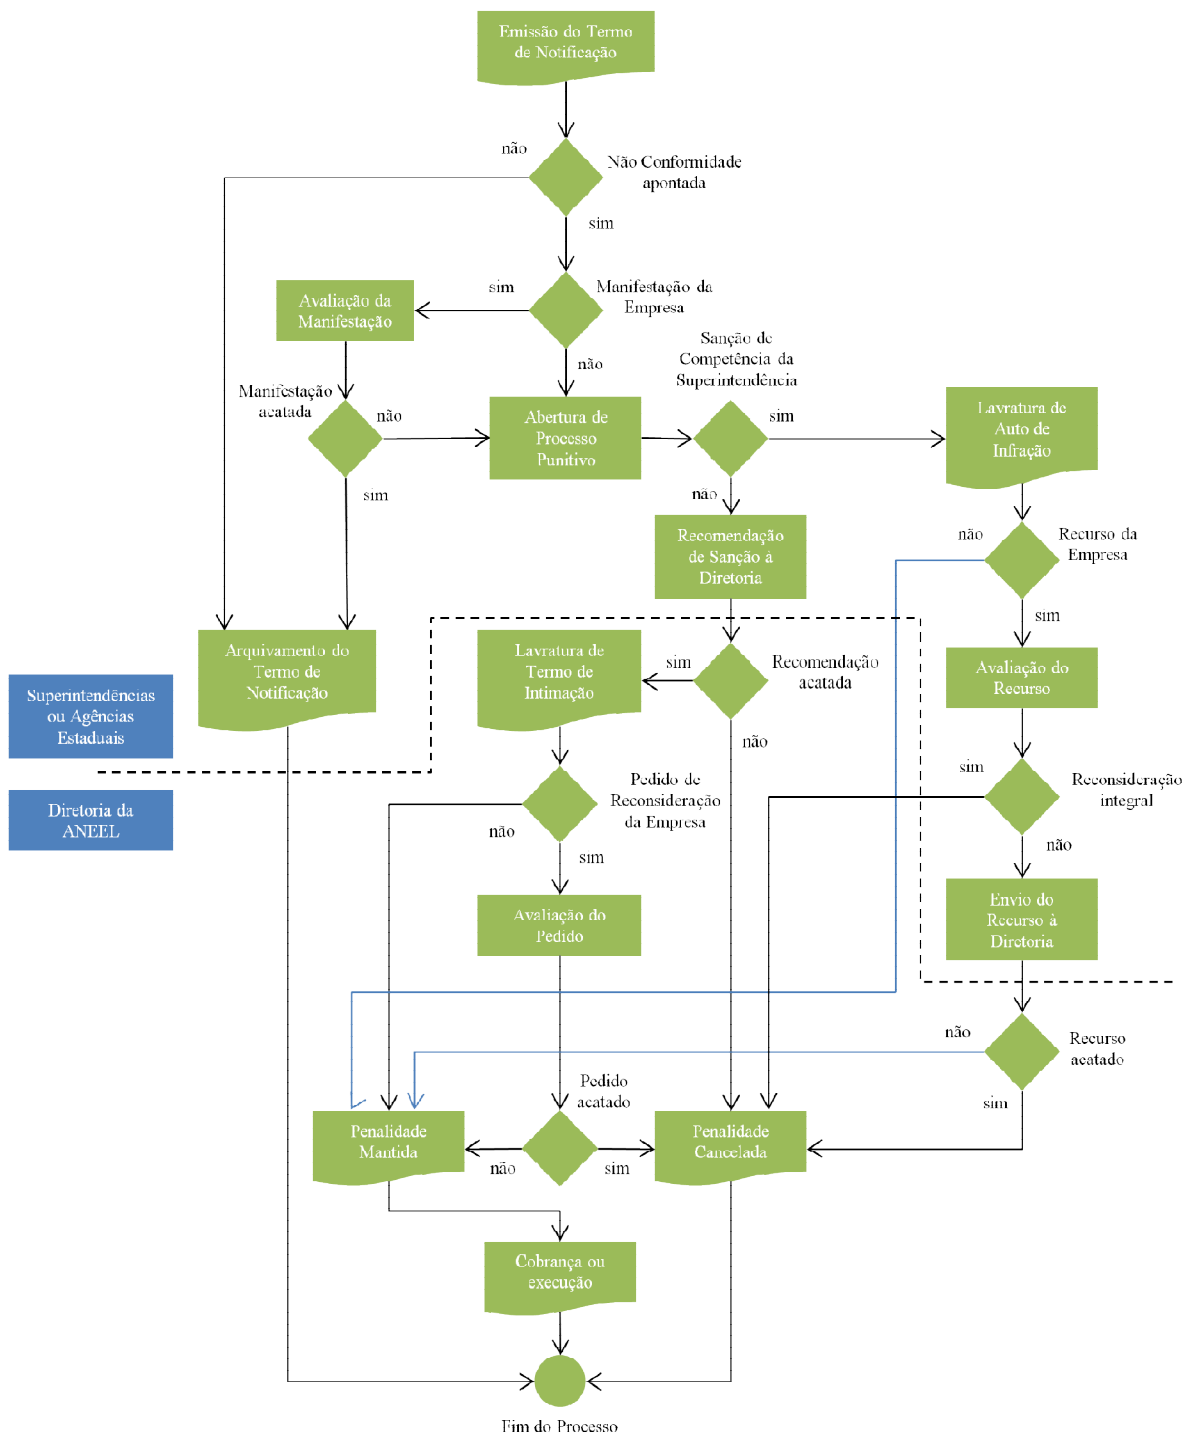 Emissão do Termo
de Notificação
não
Não Conformidade
apontada
sim
Avaliação da
Manifestação
sim
Manifestação da
Empresa
não
Sanção de
Competência da
Superintendência
Manifestação
acatada
não
Abertura de
Processo
Punitivo
sim
Lavratura de
Auto de
Infração
sim
não
Recomendação
de Sanção à
Diretoria
não
Recurso da
Empresa
sim
Arquivamento do
Termo de
Notificação
Lavratura de
Termo de
Intimação
sim
Recomendação
acatada
Avaliação do
Recurso
Superintendências
ou Agências
Estaduais
não
Diretoria da
ANEEL
Pedido de
Reconsideração
da Empresa
não
sim
sim
Reconsideração
integral
não
Avaliação do
Pedido
Envio do
Recurso à
Diretoria
não
Recurso
acatado
sim
Pedido
acatado
Penalidade
Mantida
não
sim
Penalidade
Cancelada
Cobrança ou
execução
Fim do Processo